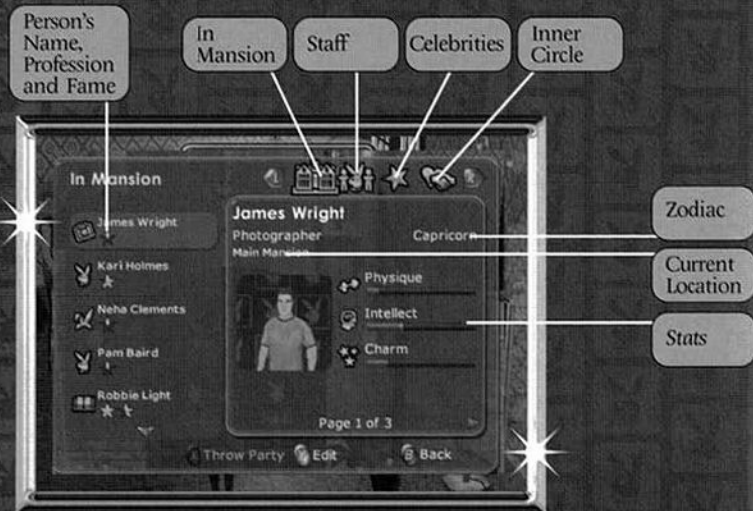 Person's
Name,
Profession
and Fame
In
Mansion
Staff
Celebrities
Inner
Circle
In Mansion
James Wright
Kari Holmes
Neha Clements
Pam Baird
Robbie Light
James Wright
Photographer
Capricorn
Main Mansion
Physique
Intellect
Charm
Page 1 of 3
Throw Party
Edit
Back
Zodiac
Current
Location
Stats